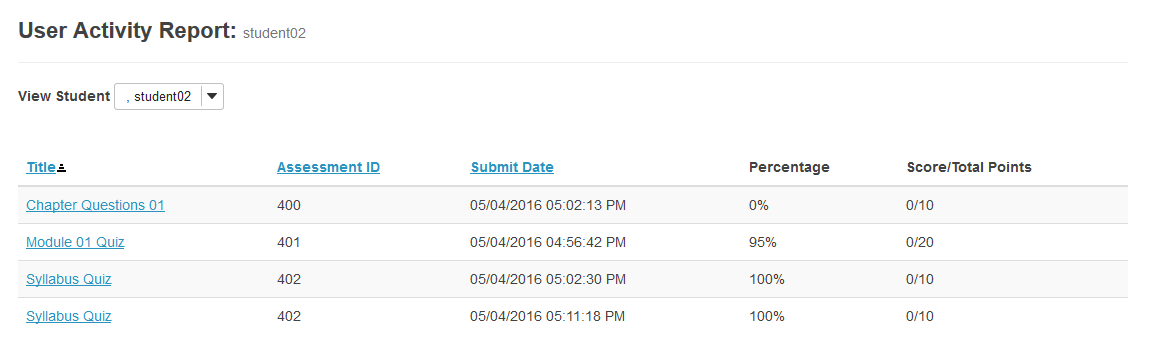 User Activity Report: student02
View Student , student02
Title Assessment ID Submit Date Percentage Score/Total Points
Chapter Questions 01 400 05/04/2016 05:02:13 PM 0% 0/10
Module 01 Quiz 401 05/04/2016 04:56:42 PM 95% 0/20
Syllabus Quiz 402 05/04/2016 05:02:30 PM 100% 0/10
Syllabus Quiz 402 05/04/2016 05:11:18 PM 100% 0/10